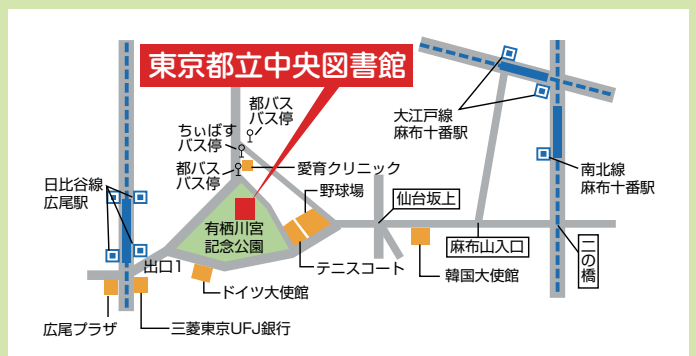 東京都立中央図書館
都バス
バス停
ちぃばす
バス停
都バス
バス停
愛育クリニック
野球場
大江戸線
麻布十番駅
南北線
麻布十番駅
日比谷線
広尾駅
仙台坂上
有栖川宮
記念公園
麻布山入口
二の橋
出口1
テニスコート
韓国大使館
ドイツ大使館
広尾プラザ
三菱東京UFJ銀行